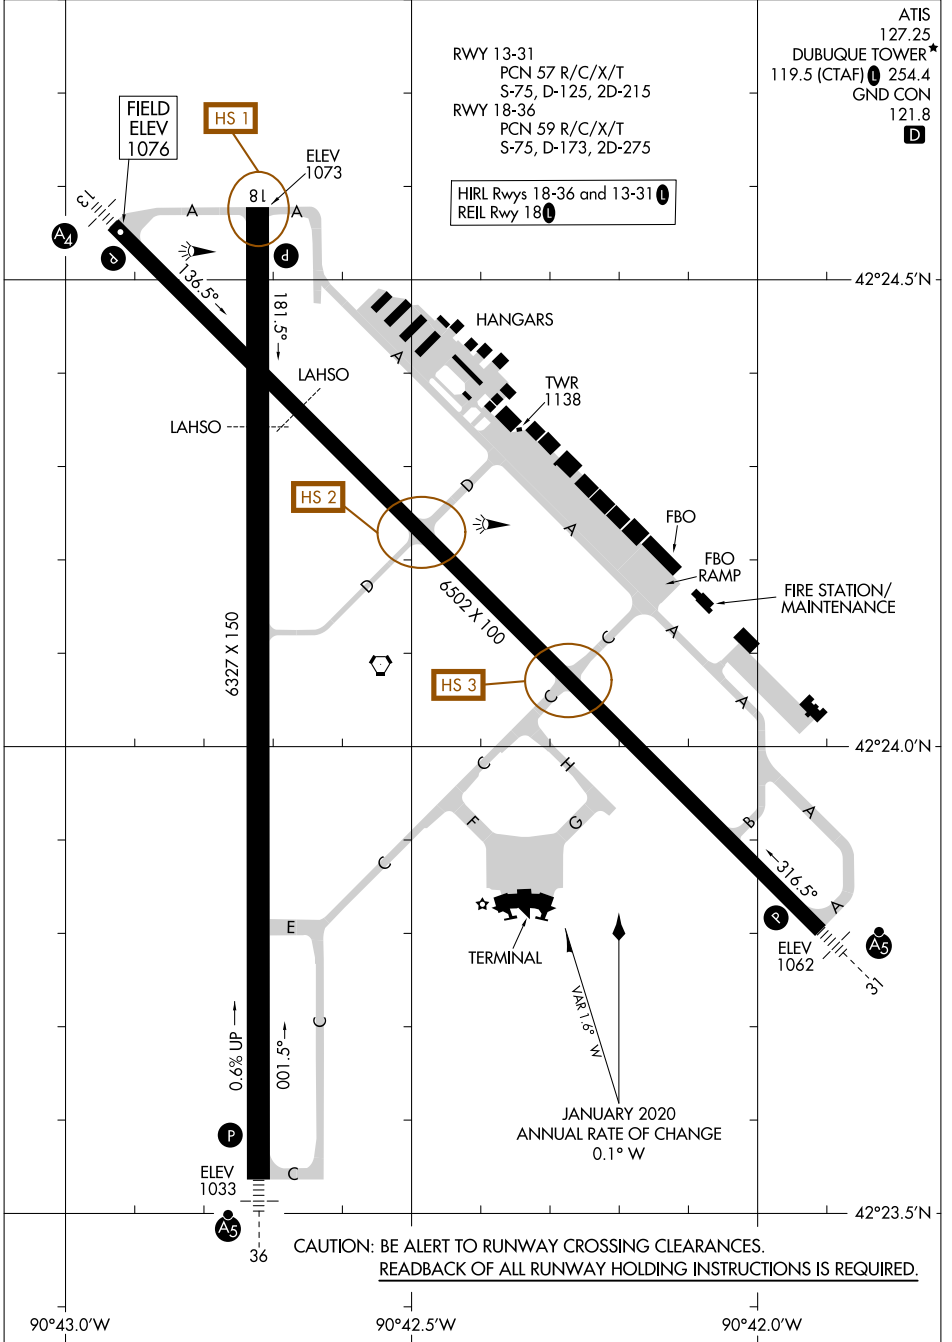 ATIS
127.25
DUBUQUE TOWER★
119.5 (CTAF) L 254.4
GND CON
121.8
D
RWY 13-31
PCN 57 R/C/X/T
S-75, D-125, 2D-215
RWY 18-36
PCN 59 R/C/X/T
S-75, D-173, 2D-275
HIRL Rwys 18-36 and 13-31 L
REIL Rwy 18 L
FIELD
ELEV
1076
HS 1
ELEV
1073
18
13
A
A
A4
P
P
136.5°
181.5°
42°24.5'N
HANGARS
A
LAHSO
TWR
1138
LAHSO
D
HS 2
A
FBO
FBO
RAMP
D
6502 X 100
FIRE STATION/
MAINTENANCE
C
A
6327 X 150
HS 3
C
A
42°24.0'N
C
H
A
F
G
B
C
316.5°
A
P
E
TERMINAL
ELEV
1062
A5
31
VAR 1.6° W
C
0.6% UP
001.5°
JANUARY 2020
ANNUAL RATE OF CHANGE
0.1° W
P
ELEV
1033
C
A5
36
42°23.5'N
CAUTION: BE ALERT TO RUNWAY CROSSING CLEARANCES.
READBACK OF ALL RUNWAY HOLDING INSTRUCTIONS IS REQUIRED.
90°43.0'W
90°42.5'W
90°42.0'W